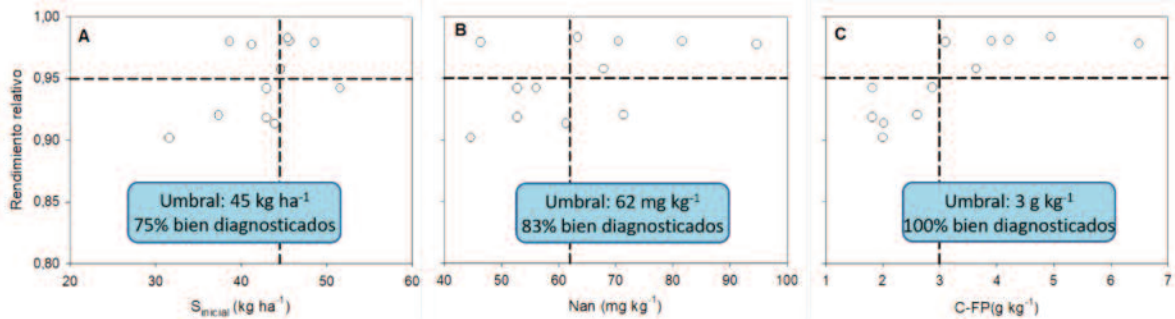 Rendimiento relativo
1,00
0,95
0,90
0,85
0,80
A
Umbral: 45 kg ha⁻¹
75% bien diagnosticados
20 30 40 50 60
S inicial (kg ha⁻¹)
B
Umbral: 62 mg kg⁻¹
83% bien diagnosticados
40 50 60 70 80 90 100
Nan (mg kg⁻¹)
C
Umbral: 3 g kg⁻¹
100% bien diagnosticados
1 2 3 4 5 6 7
C-FP(g kg⁻¹)